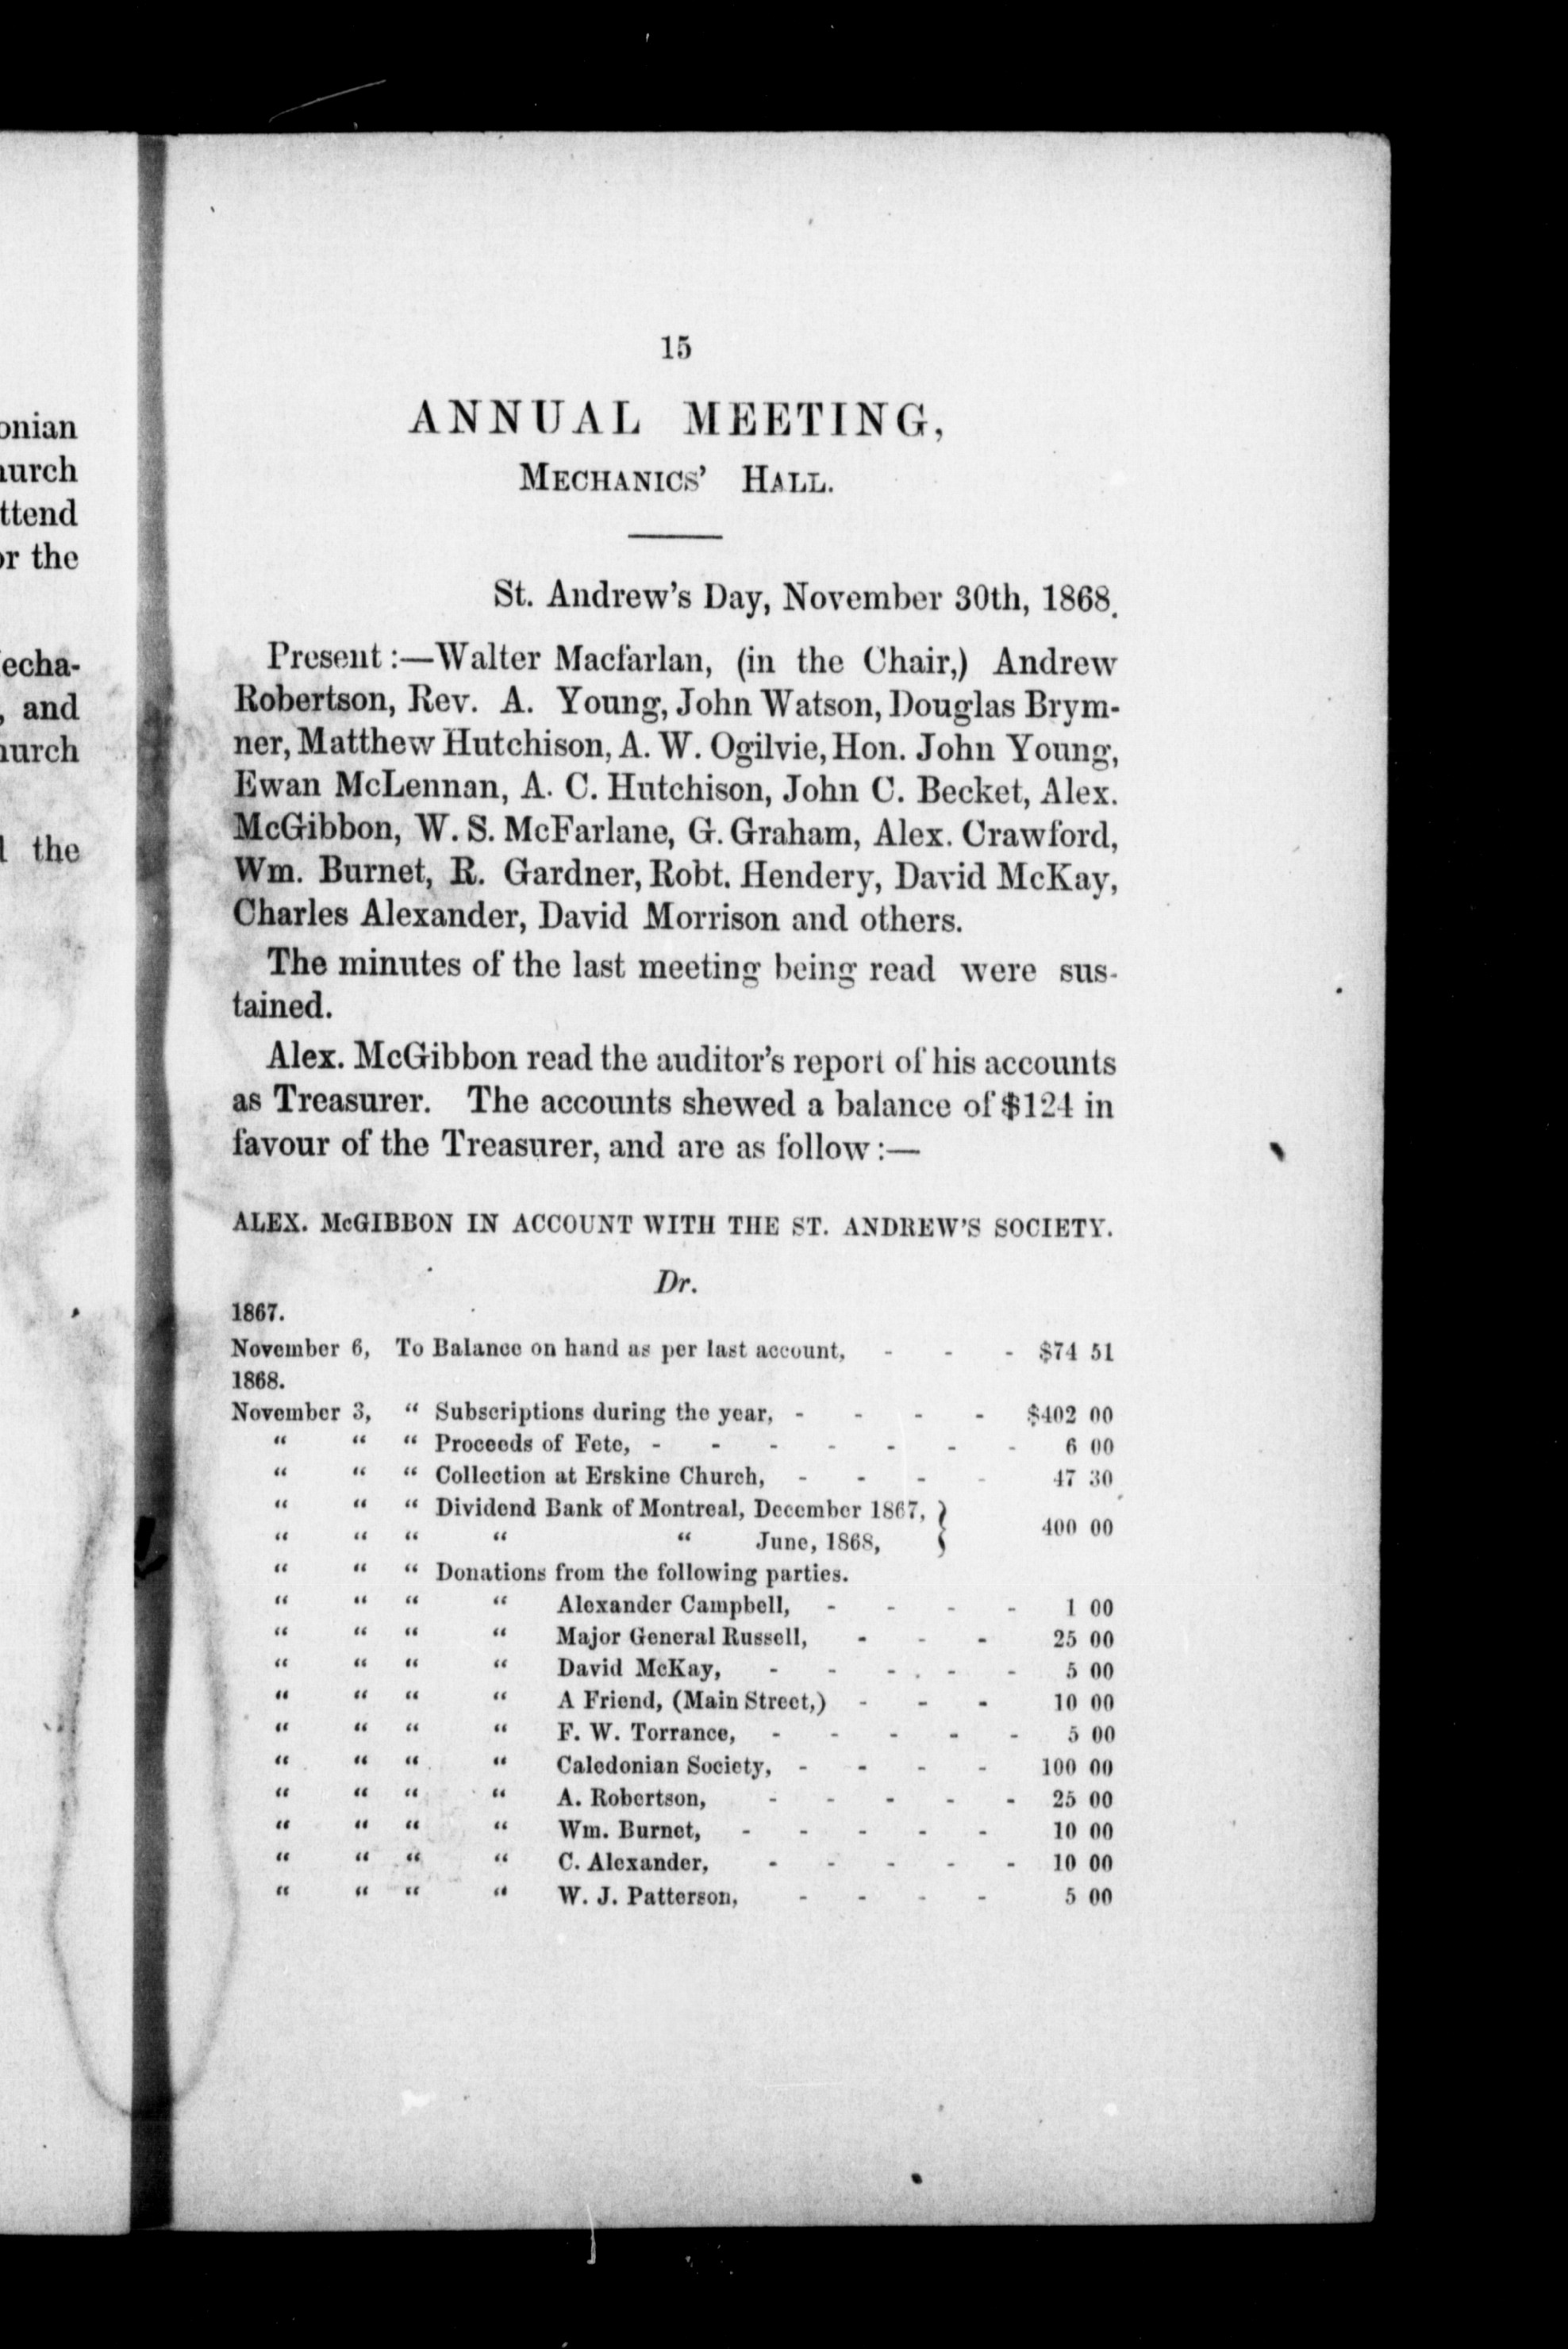 onian
hurch
ttend
or the
echa-
, and
hurch
the
15
ANNUAL MEETING,
MECHANICS' HALL.
St. Andrew's Day, November 30th, 1868.
Present :—Walter Macfarlan, (in the Chair,) Andrew
Robertson, Rev. A. Young, John Watson, Douglas Brym-
ner, Matthew Hutchison, A. W. Ogilvie, Hon. John Young,
Ewan McLennan, A. C. Hutchison, John C. Becket, Alex.
McGibbon, W. S. McFarlane, G. Graham, Alex. Crawford,
Wm. Burnet, R. Gardner, Robt. Hendery, David McKay,
Charles Alexander, David Morrison and others.
The minutes of the last meeting being read were sus-
tained.
Alex. McGibbon read the auditor's report of his accounts
as Treasurer. The accounts shewed a balance of $124 in
favour of the Treasurer, and are as follow :—
ALEX. McGIBBON IN ACCOUNT WITH THE ST. ANDREW'S SOCIETY.
Dr.
1867.
November 6, To Balance on hand as per last account, - - - $74 51
1868.
November 3, " Subscriptions during the year, - - - - $402 00
" " " Proceeds of Fete, - - - - - - - 6 00
" " " Collection at Erskine Church, - - - - 47 30
" " " Dividend Bank of Montreal, December 1867, } 400 00
" " " " " June, 1868,
" " " Donations from the following parties.
" " " " Alexander Campbell, - - - - 1 00
" " " " Major General Russell, - - - 25 00
" " " " David McKay, - - - - - 5 00
" " " " A Friend, (Main Street,) - - - 10 00
" " " " F. W. Torrance, - - - - - 5 00
" " " " Caledonian Society, - - - - 100 00
" " " " A. Robertson, - - - - - 25 00
" " " " Wm. Burnet, - - - - - 10 00
" " " " C. Alexander, - - - - - 10 00
" " " " W. J. Patterson, - - - - 5 00